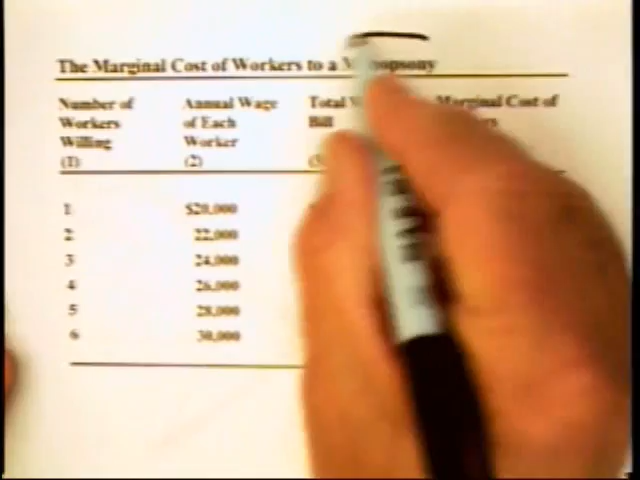 The Marginal Cost of Workers to a Monopsony
Number of Annual Wage Total Marginal Cost of
Workers of Each Bill
Willing Worker
(1) (2)
1 $20,000
2 22,000
3 24,000
4 26,000
5 28,000
6 30,000